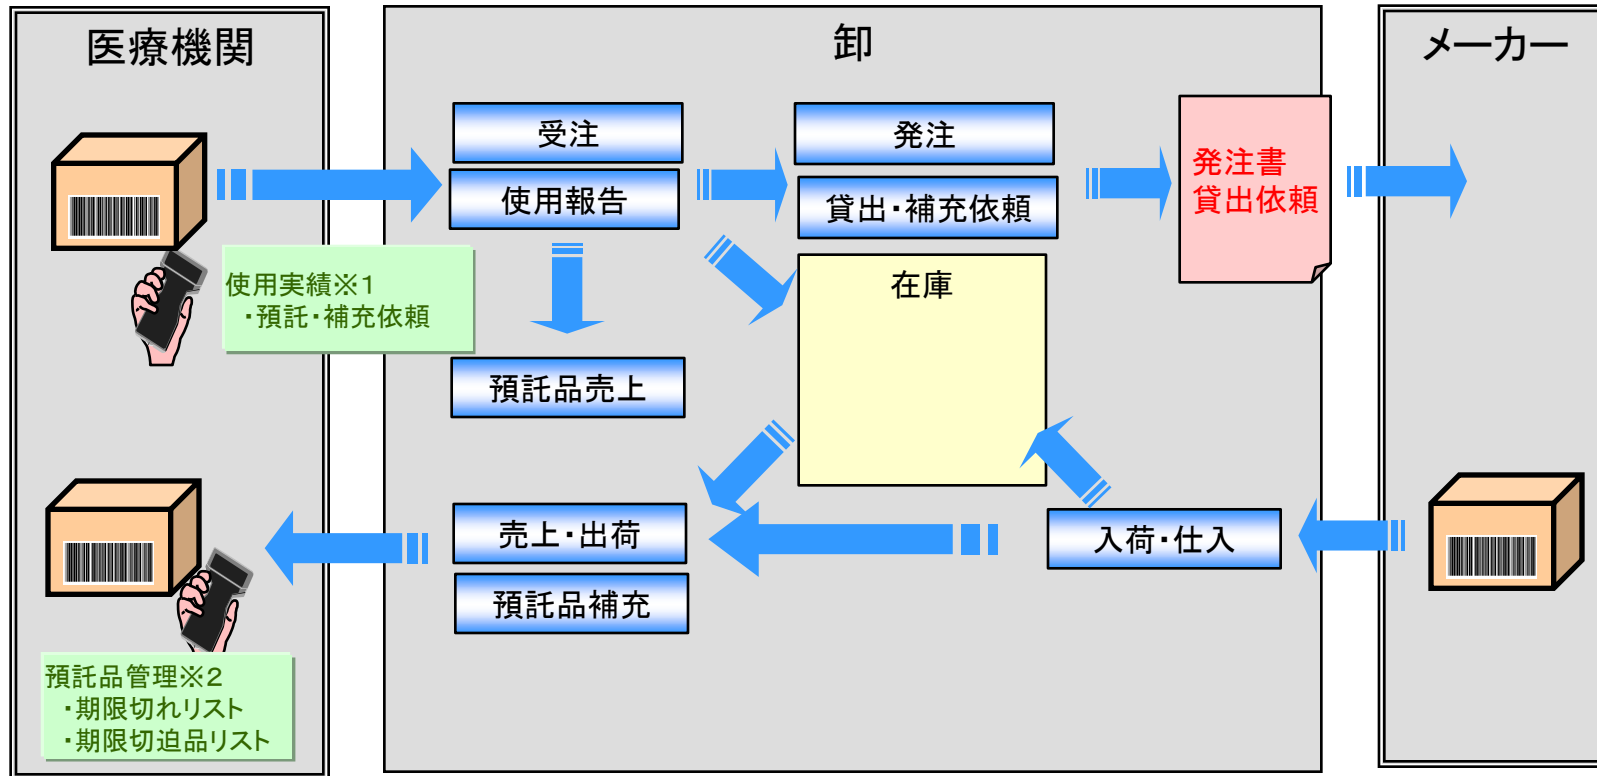 医療機関
卸
メーカー
受注
使用報告
発注
貸出・補充依頼
発注書
貸出依頼
使用実績※1
・預託・補充依頼
在庫
預託品売上
売上・出荷
預託品補充
入荷・仕入
預託品管理※2
・期限切れリスト
・期限切迫品リスト